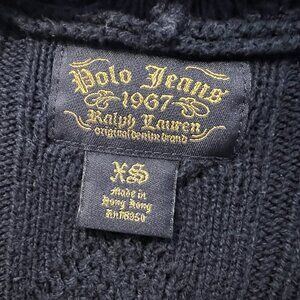 Polo Jeans
1967
Ralph Lauren
original denim brand
XS
Made in
Hong Kong